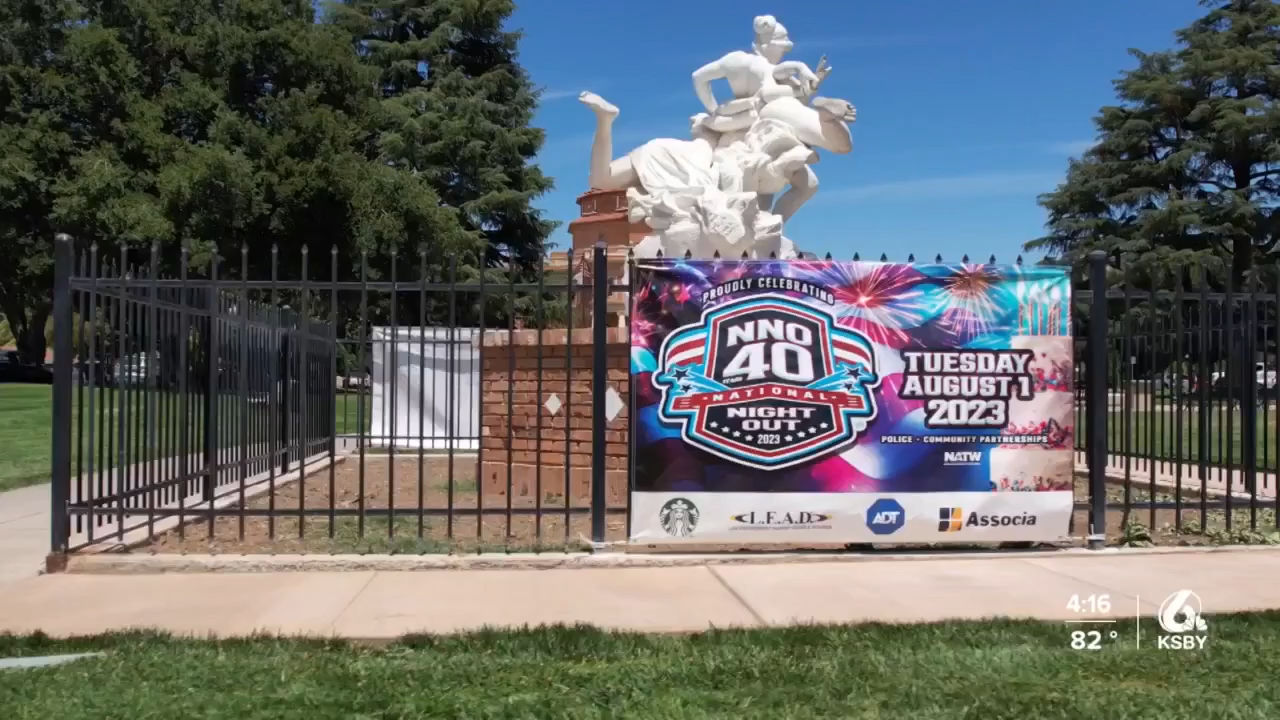 PROUDLY CELEBRATING
NNO
40
NATIONAL
NIGHT
OUT
2023
TUESDAY
AUGUST 1
2023
POLICE • COMMUNITY PARTNERSHIPS
NATW
L.E.A.D.
ADT
Associa
4:16
82°
6
KSBY